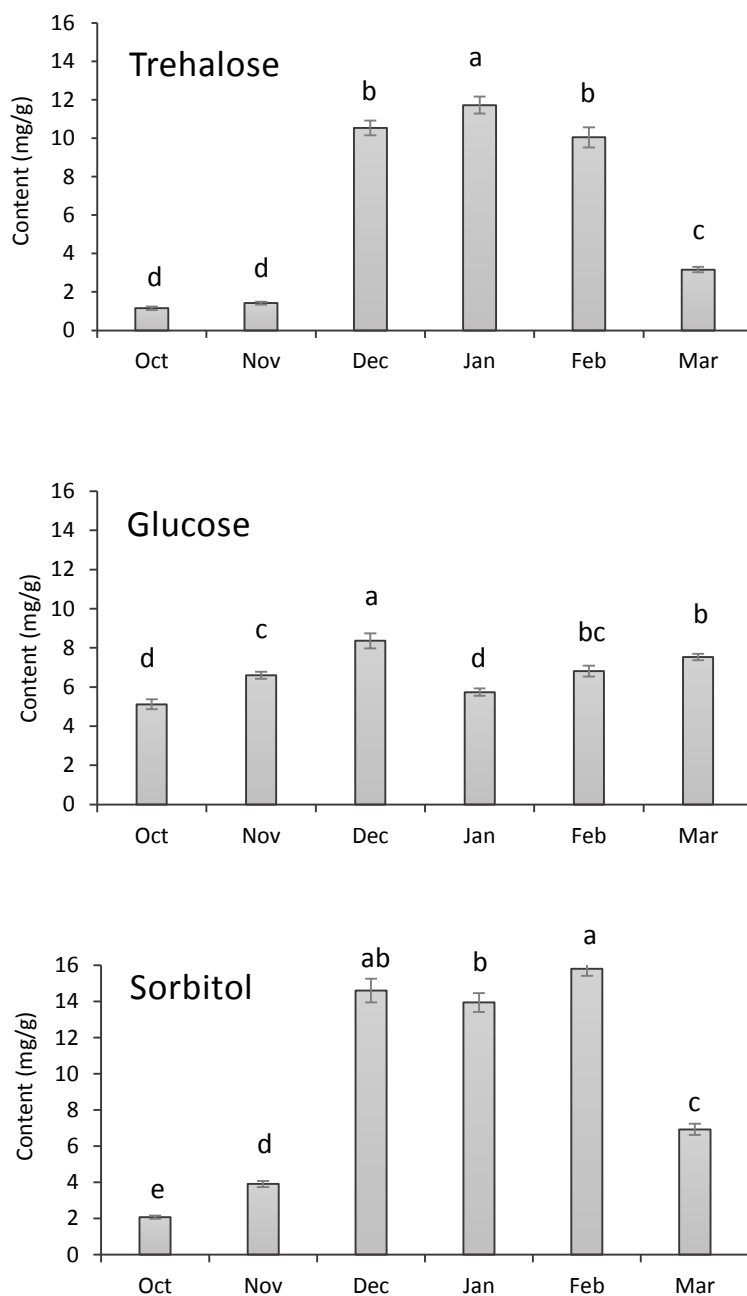 Trehalose
Content (mg/g)
16
14
12
10
8
6
4
2
0
d d b a b c
Oct Nov Dec Jan Feb Mar
Glucose
Content (mg/g)
16
14
12
10
8
6
4
2
0
d c a d bc b
Oct Nov Dec Jan Feb Mar
Sorbitol
Content (mg/g)
16
14
12
10
8
6
4
2
0
e d ab b a c
Oct Nov Dec Jan Feb Mar